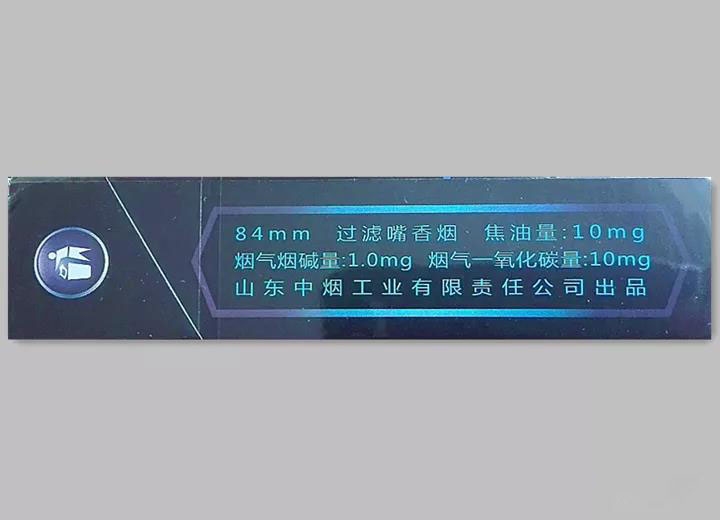 84mm 过滤嘴香烟 焦油量:10mg
烟气烟碱量:1.0mg 烟气一氧化碳量:10mg
山东中烟工业有限责任公司出品